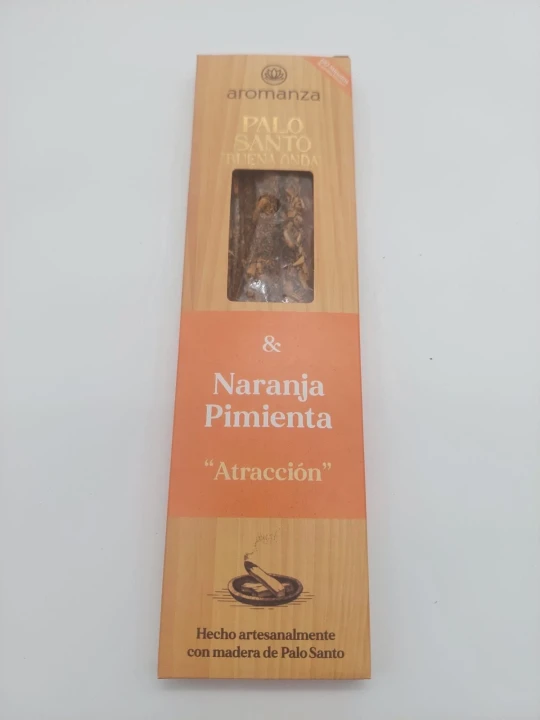 aromanza
PALO
SANTO
BUENA ONDA
&
Naranja
Pimienta
“Atracción”
Hecho artesanalmente
con madera de Palo Santo